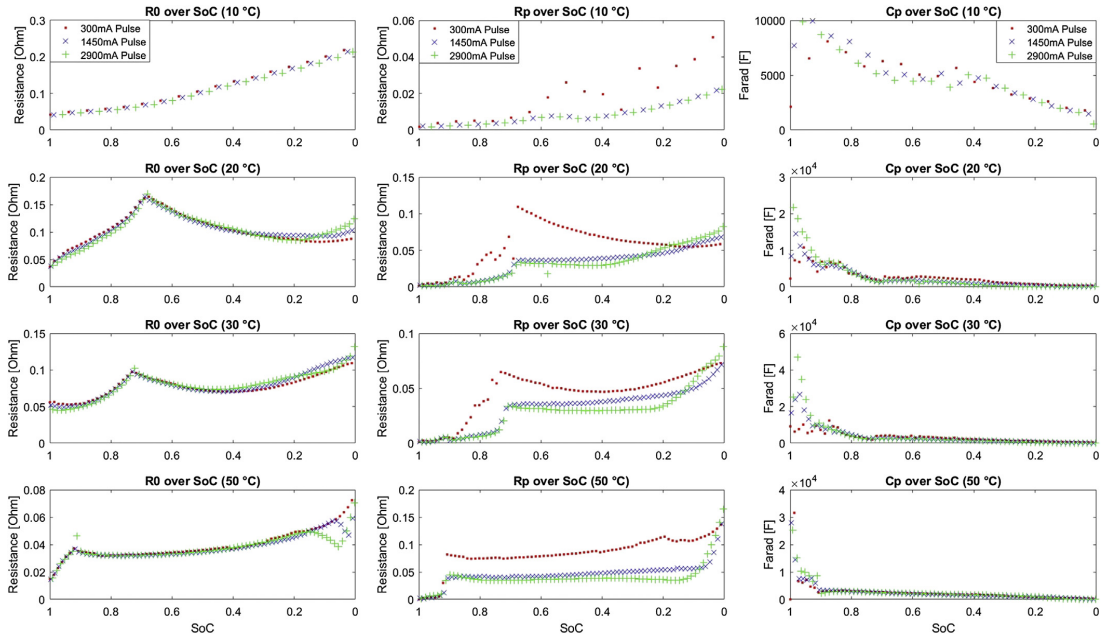 R0 over SoC (10 °C)
Resistance [Ohm]
0.3
0.2
0.1
0
300mA Pulse
1450mA Pulse
2900mA Pulse
1 0.8 0.6 0.4 0.2 0
Rp over SoC (10 °C)
Resistance [Ohm]
0.06
0.04
0.02
0
300mA Pulse
1450mA Pulse
2900mA Pulse
1 0.8 0.6 0.4 0.2 0
Cp over SoC (10 °C)
Farad [F]
10000
5000
0
300mA Pulse
1450mA Pulse
2900mA Pulse
1 0.8 0.6 0.4 0.2 0
R0 over SoC (20 °C)
Resistance [Ohm]
0.2
0.15
0.1
0.05
0
1 0.8 0.6 0.4 0.2 0
Rp over SoC (20 °C)
Resistance [Ohm]
0.15
0.1
0.05
0
1 0.8 0.6 0.4 0.2 0
Cp over SoC (20 °C)
×10⁴
Farad [F]
3
2
1
0
1 0.8 0.6 0.4 0.2 0
R0 over SoC (30 °C)
Resistance [Ohm]
0.15
0.1
0.05
0
1 0.8 0.6 0.4 0.2 0
Rp over SoC (30 °C)
Resistance [Ohm]
0.1
0.05
0
1 0.8 0.6 0.4 0.2 0
Cp over SoC (30 °C)
×10⁴
Farad [F]
6
4
2
0
1 0.8 0.6 0.4 0.2 0
R0 over SoC (50 °C)
Resistance [Ohm]
0.08
0.06
0.04
0.02
0
1 0.8 0.6 0.4 0.2 0
SoC
Rp over SoC (50 °C)
Resistance [Ohm]
0.2
0.15
0.1
0.05
0
1 0.8 0.6 0.4 0.2 0
SoC
Cp over SoC (50 °C)
×10⁴
Farad [F]
4
3
2
1
0
1 0.8 0.6 0.4 0.2 0
SoC